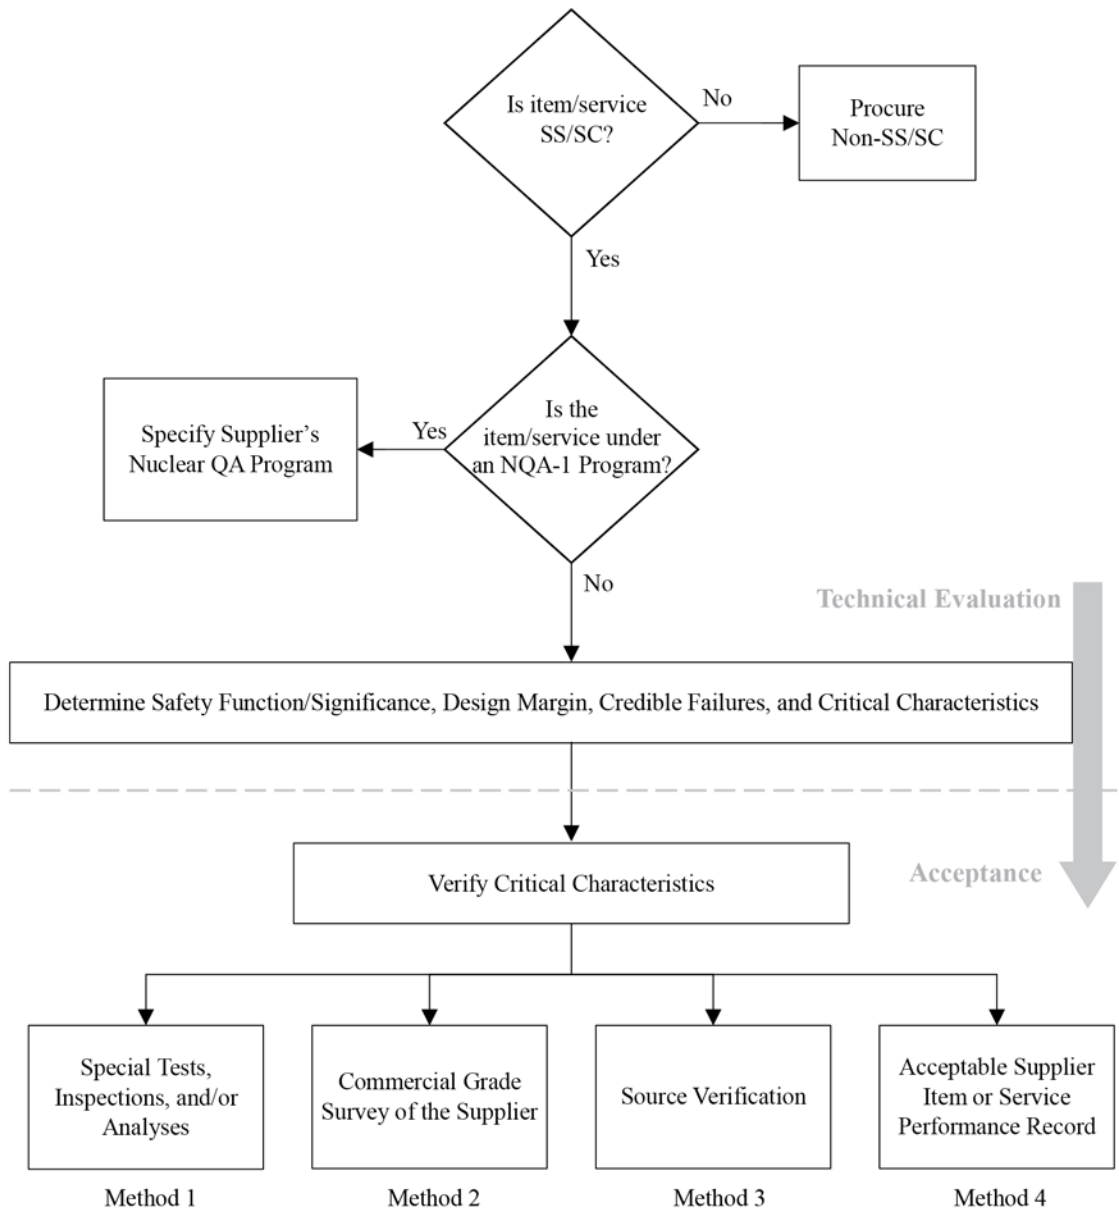 Is item/service
SS/SC?
No
Procure
Non-SS/SC
Yes
Specify Supplier’s
Nuclear QA Program
Yes
Is the
item/service under
an NQA-1 Program?
No
Technical Evaluation
Determine Safety Function/Significance, Design Margin, Credible Failures, and Critical Characteristics
Verify Critical Characteristics
Acceptance
Special Tests,
Inspections, and/or
Analyses
Commercial Grade
Survey of the Supplier
Source Verification
Acceptable Supplier
Item or Service
Performance Record
Method 1
Method 2
Method 3
Method 4